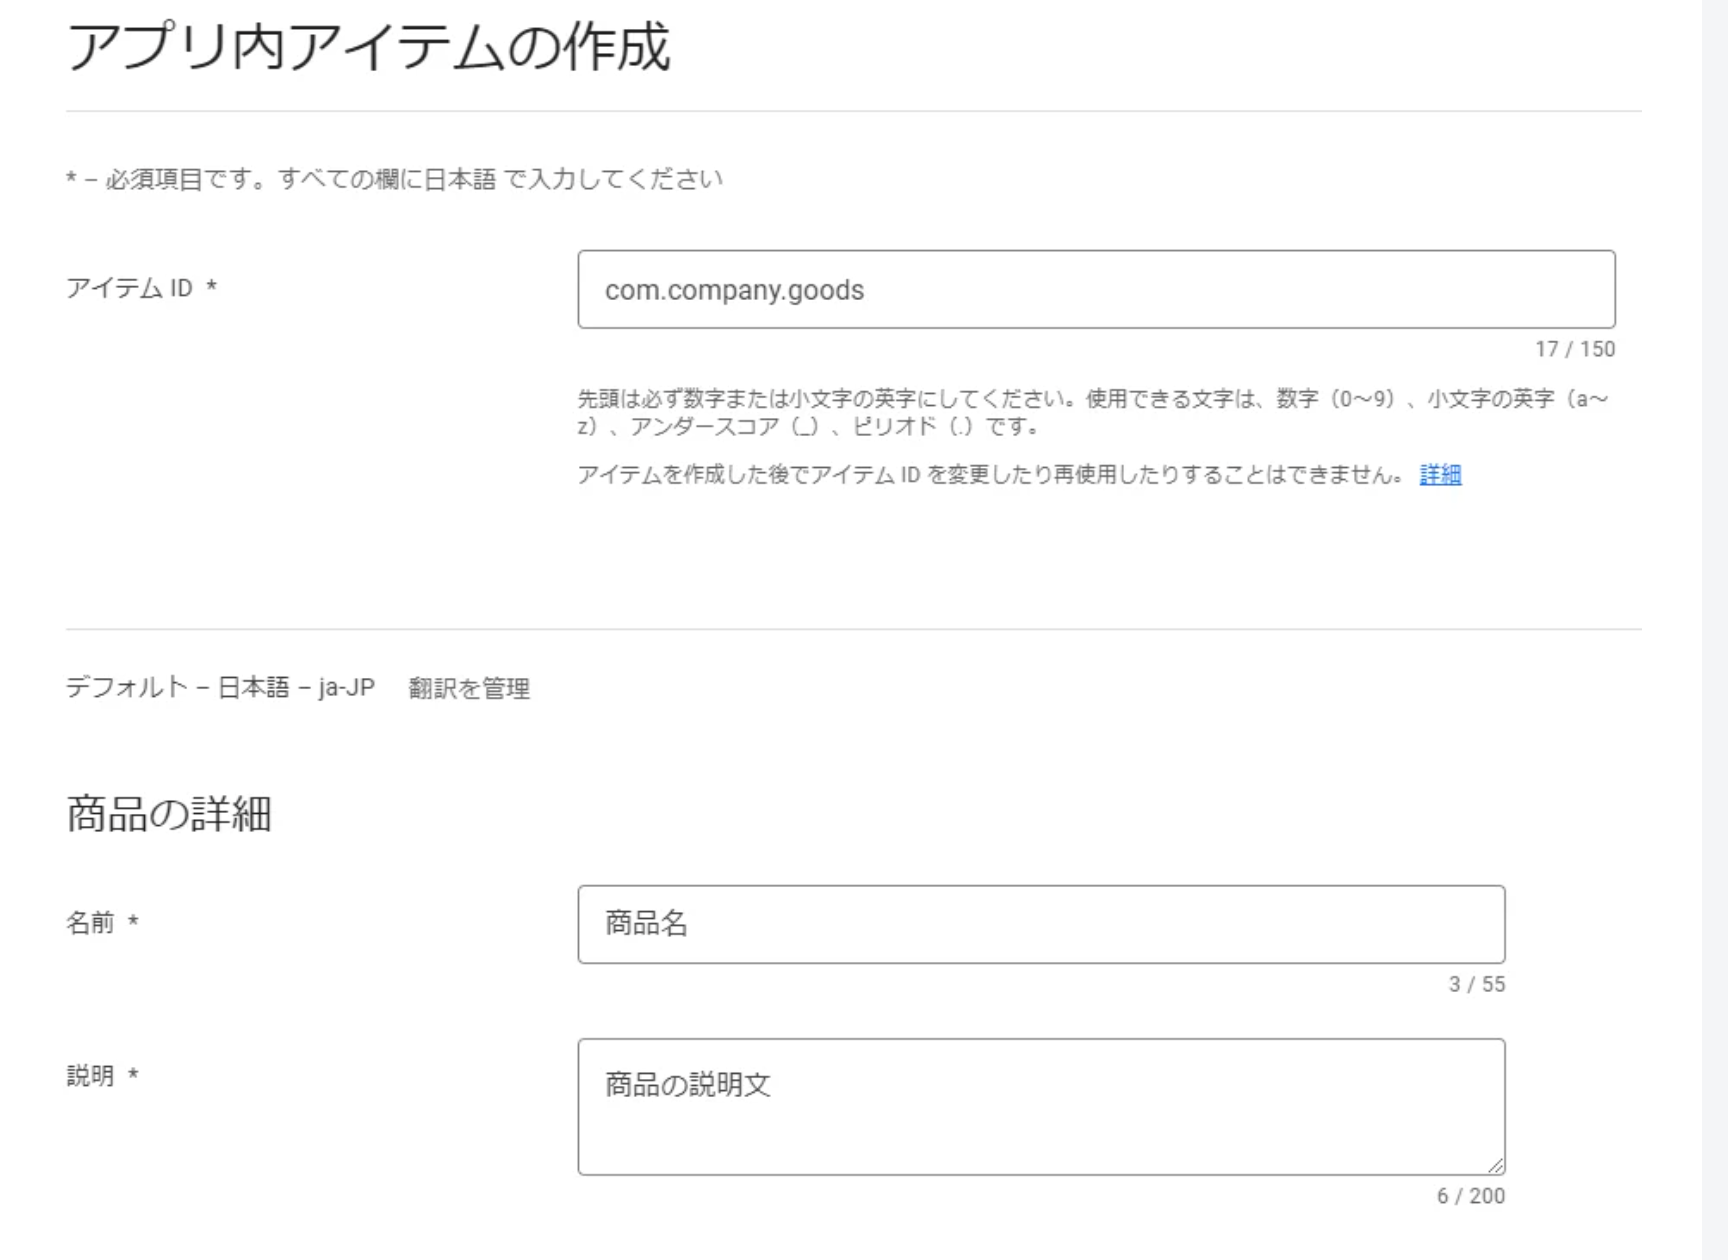 アプリ内アイテムの作成
* – 必須項目です。すべての欄に日本語 で入力してください
アイテム ID *
com.company.goods
17 / 150
先頭は必ず数字または小文字の英字にしてください。使用できる文字は、数字（0～9）、小文字の英字（a～
z）、アンダースコア（_）、ピリオド（.）です。
アイテムを作成した後でアイテム ID を変更したり再使用したりすることはできません。 詳細
デフォルト – 日本語 – ja-JP 翻訳を管理
商品の詳細
名前 *
商品名
3 / 55
説明 *
商品の説明文
6 / 200